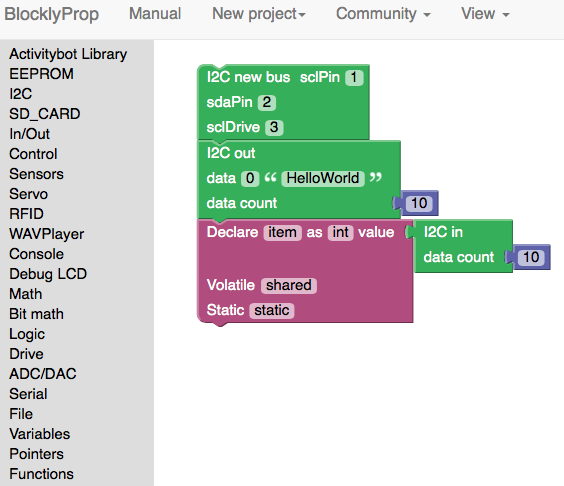 BlocklyProp Manual New project Community View
Activitybot Library
EEPROM
I2C
SD_CARD
In/Out
Control
Sensors
Servo
RFID
WAVPlayer
Console
Debug LCD
Math
Bit math
Logic
Drive
ADC/DAC
Serial
File
Variables
Pointers
Functions
I2C new bus sclPin 1
sdaPin 2
sclDrive 3
I2C out
data 0 “ HelloWorld ”
data count 10
Declare item as int value I2C in
data count 10
Volatile shared
Static static